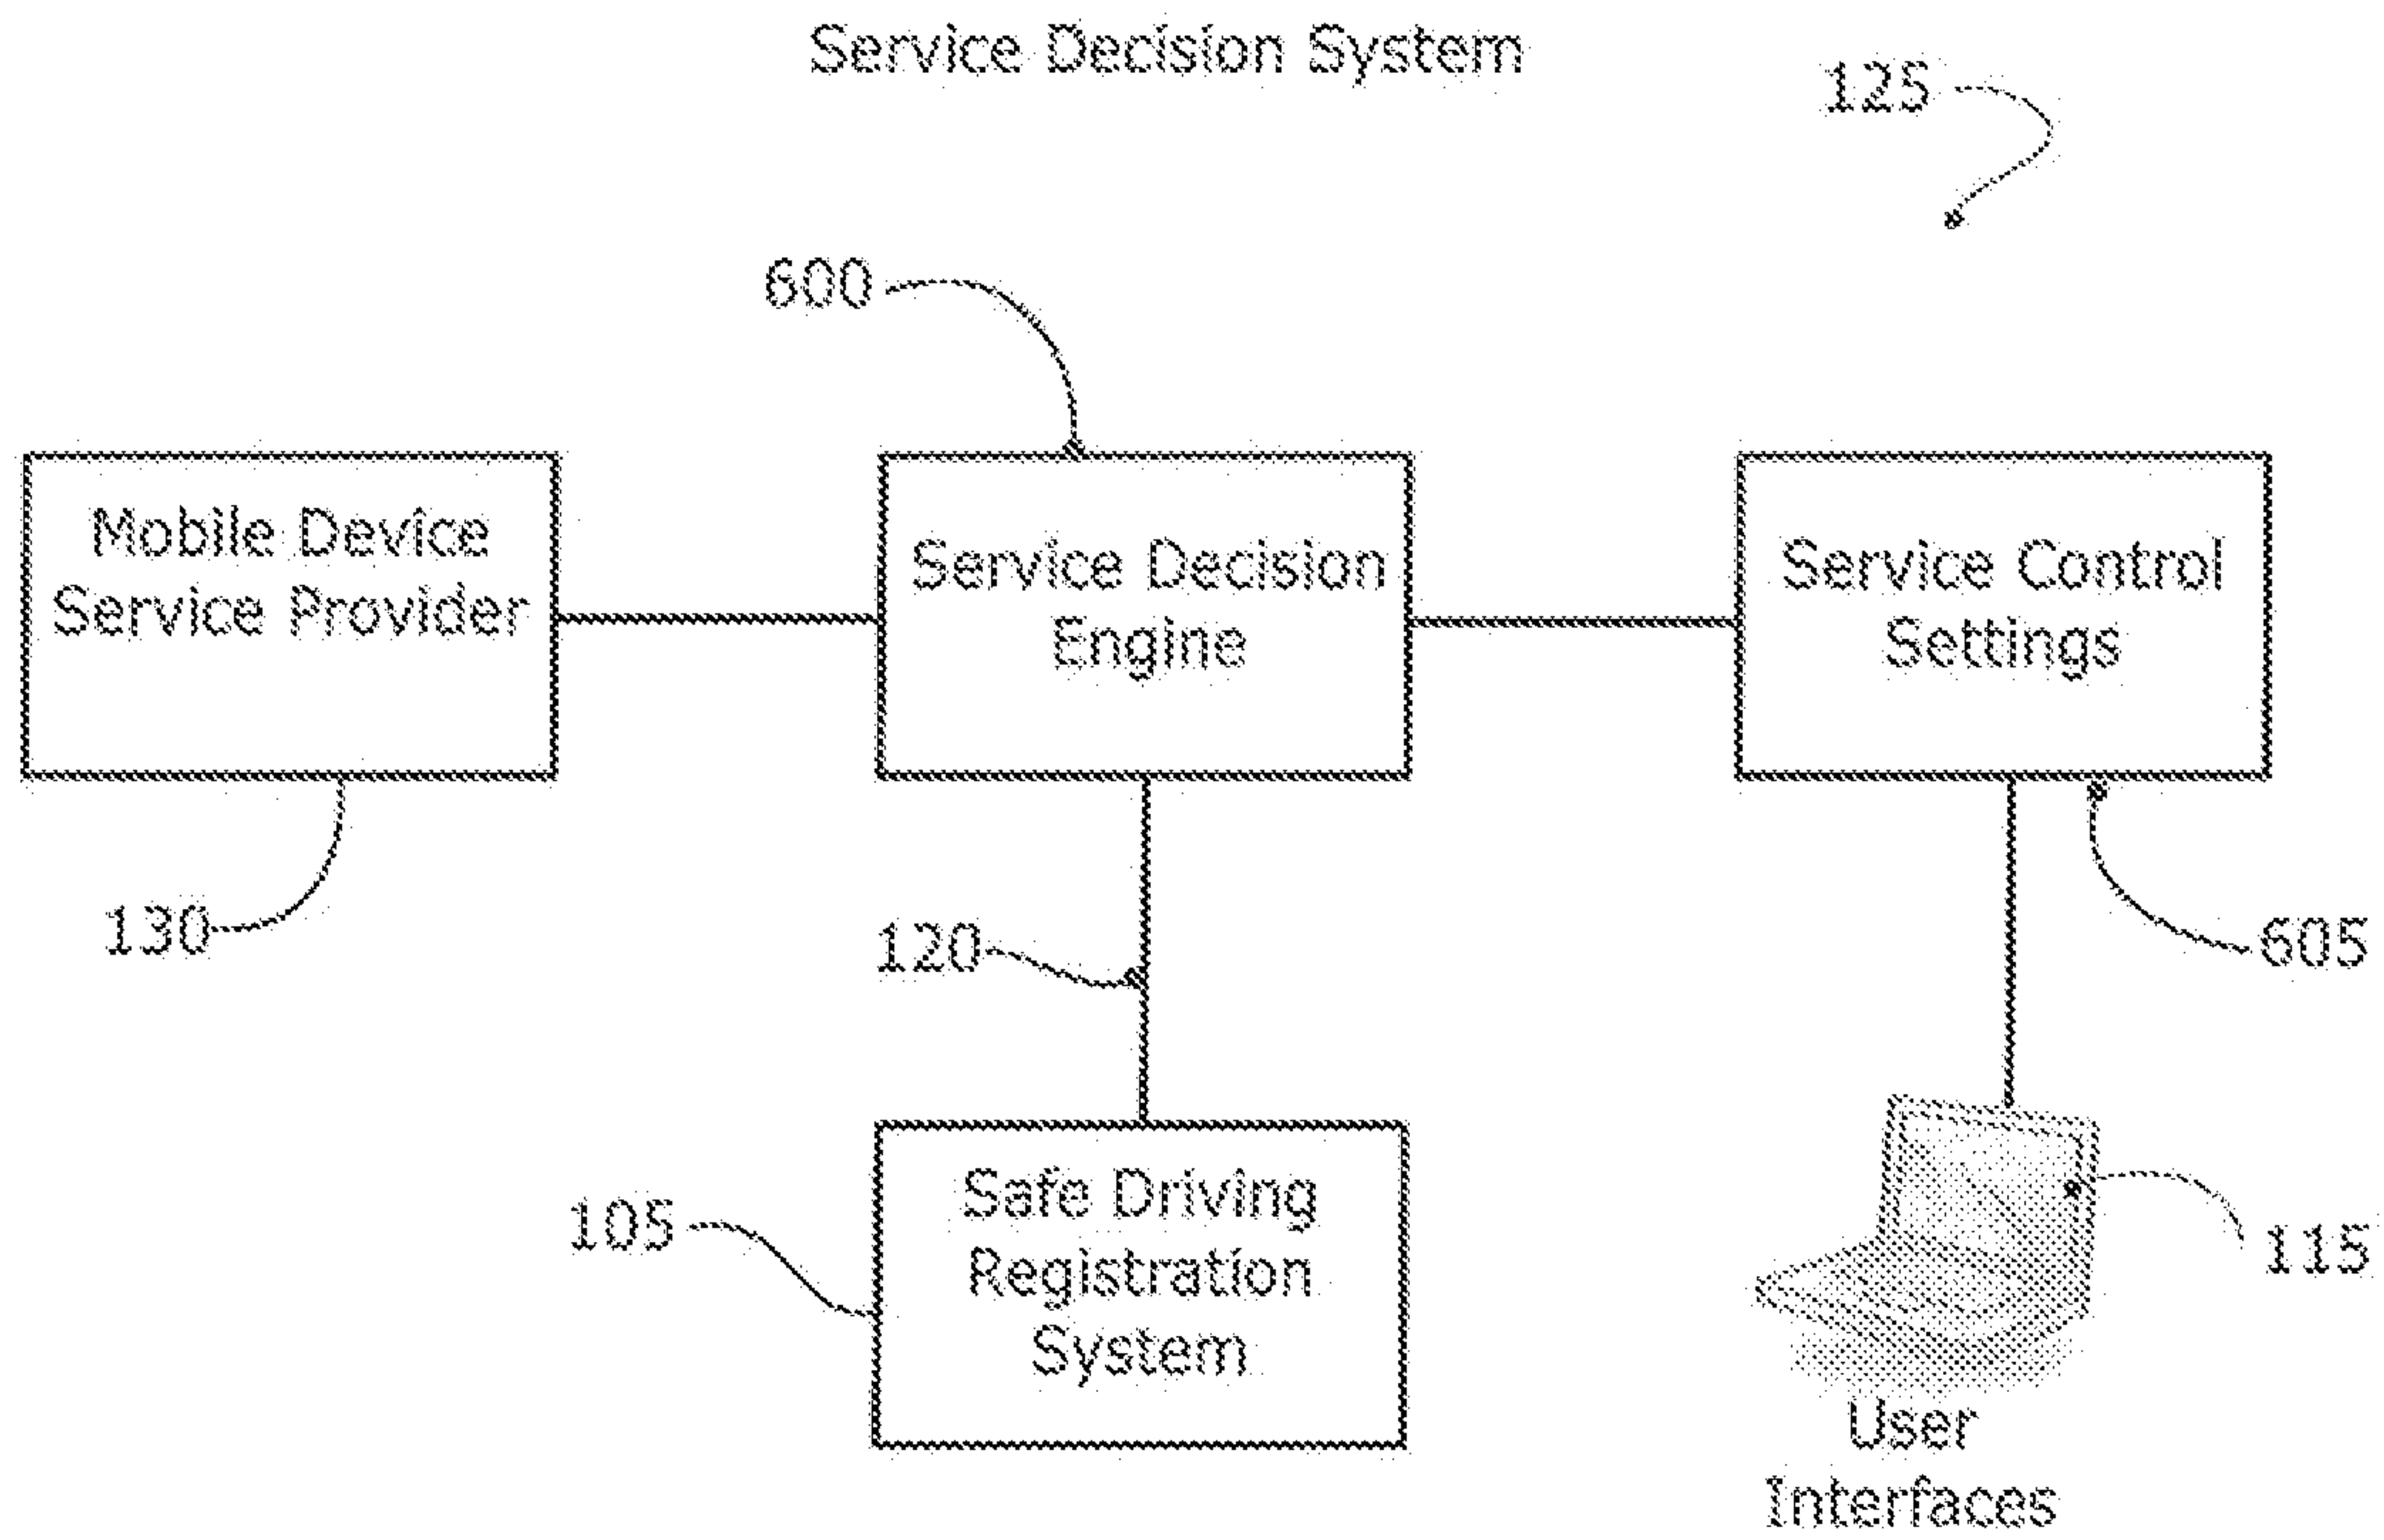 Service Decision System
125
600
Mobile Device
Service Provider
Service Decision
Engine
Service Control
Settings
130
120
605
105
Safe Driving
Registration
System
115
User
Interfaces